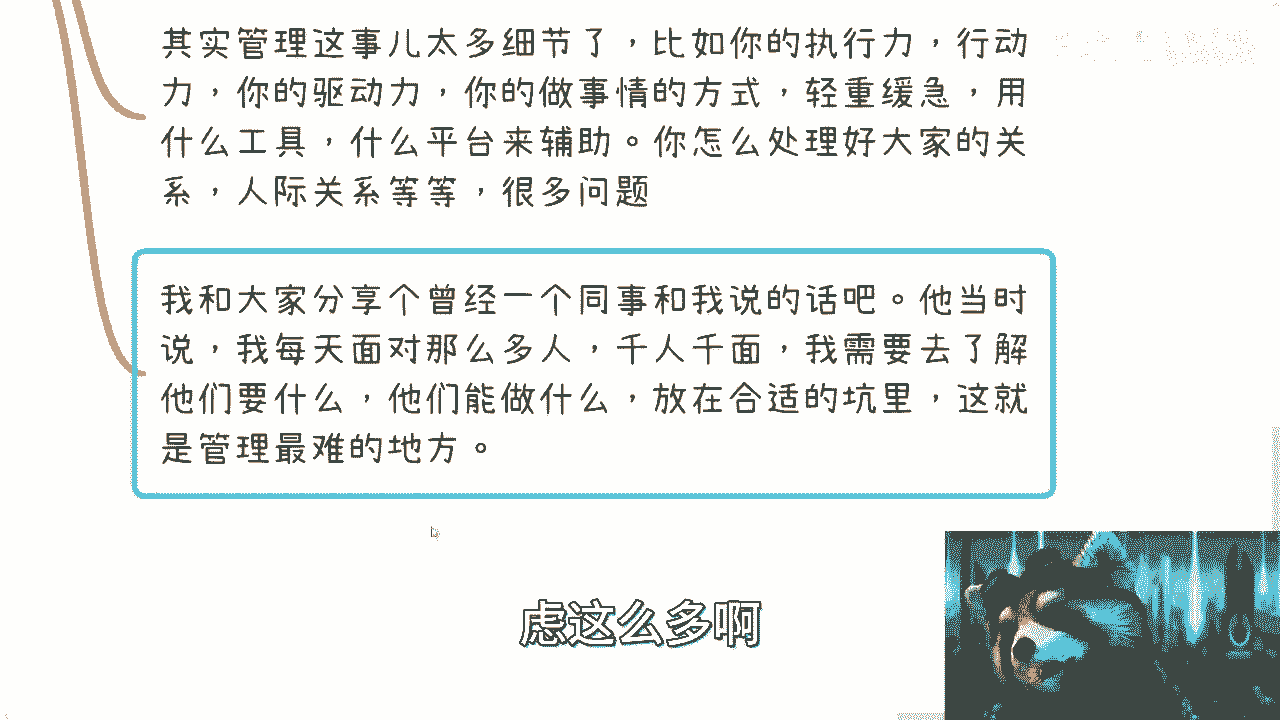 其实管理这事儿太多细节了，比如你的执行力，行动
力，你的驱动力，你的做事情的方式，轻重缓急，用
什么工具，什么平台来辅助。你怎么处理好大家的关
系，人际关系等等，很多问题
我和大家分享个曾经一个同事和我说的话吧。他当时
说，我每天面对那么多人，千人千面，我需要去了解
他们要什么，他们能做什么，放在合适的坑里，这就
是管理最难的地方。
虑这么多啊